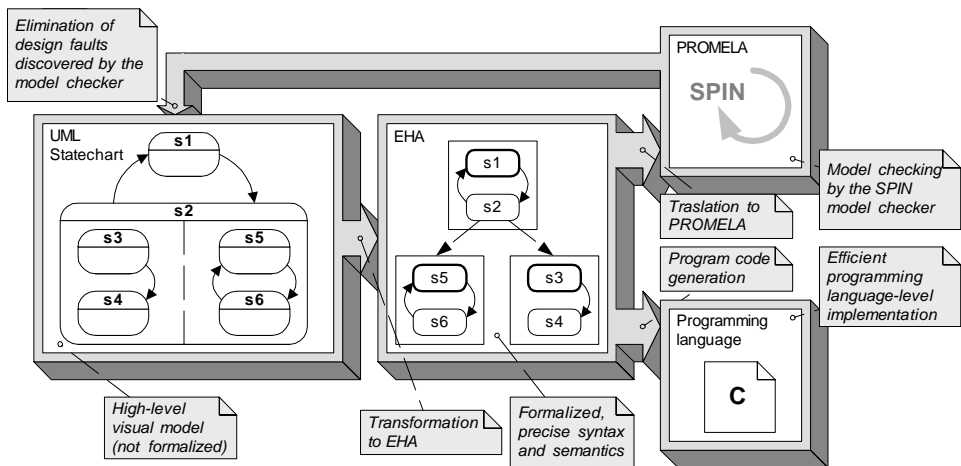 Elimination of
design faults
discovered by the
model checker
PROMELA
SPIN
UML
Statechart
s1
s2
s3
s4
s5
s6
EHA
s1
s2
s5
s6
s3
s4
Model checking
by the SPIN
model checker
Traslation to
PROMELA
Program code
generation
Efficient
programming
language-level
implementation
Programming
language
C
High-level
visual model
(not formalized)
Transformation
to EHA
Formalized,
precise syntax
and semantics